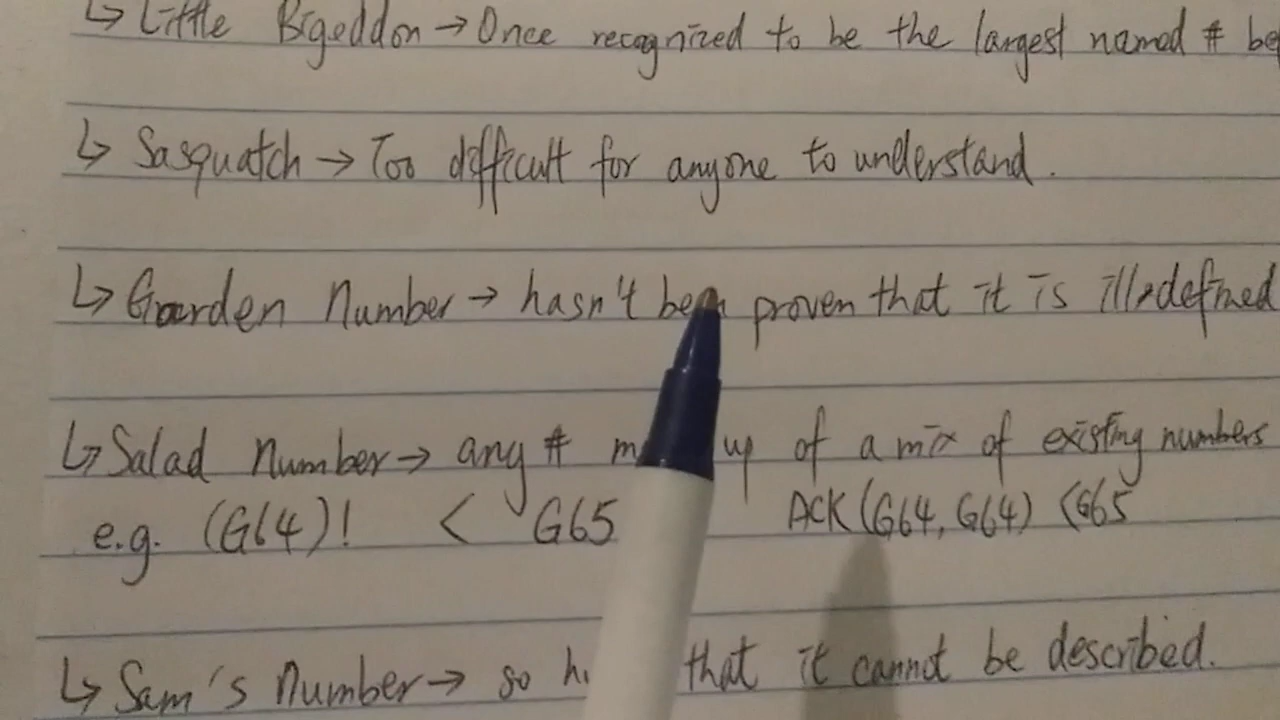 ↳ Little Bigeddon → Once recognized to be the largest named #
↳ Sasquatch → Too difficult for anyone to understand.
↳ Garden Number → hasn't been proven that it is ill-defined
↳ Salad Number → any # up of a mix of existing numbers
e.g. (G64)! < G65 ACK(G64, G64) < G65
↳ Sam's Number → so that it cannot be described.